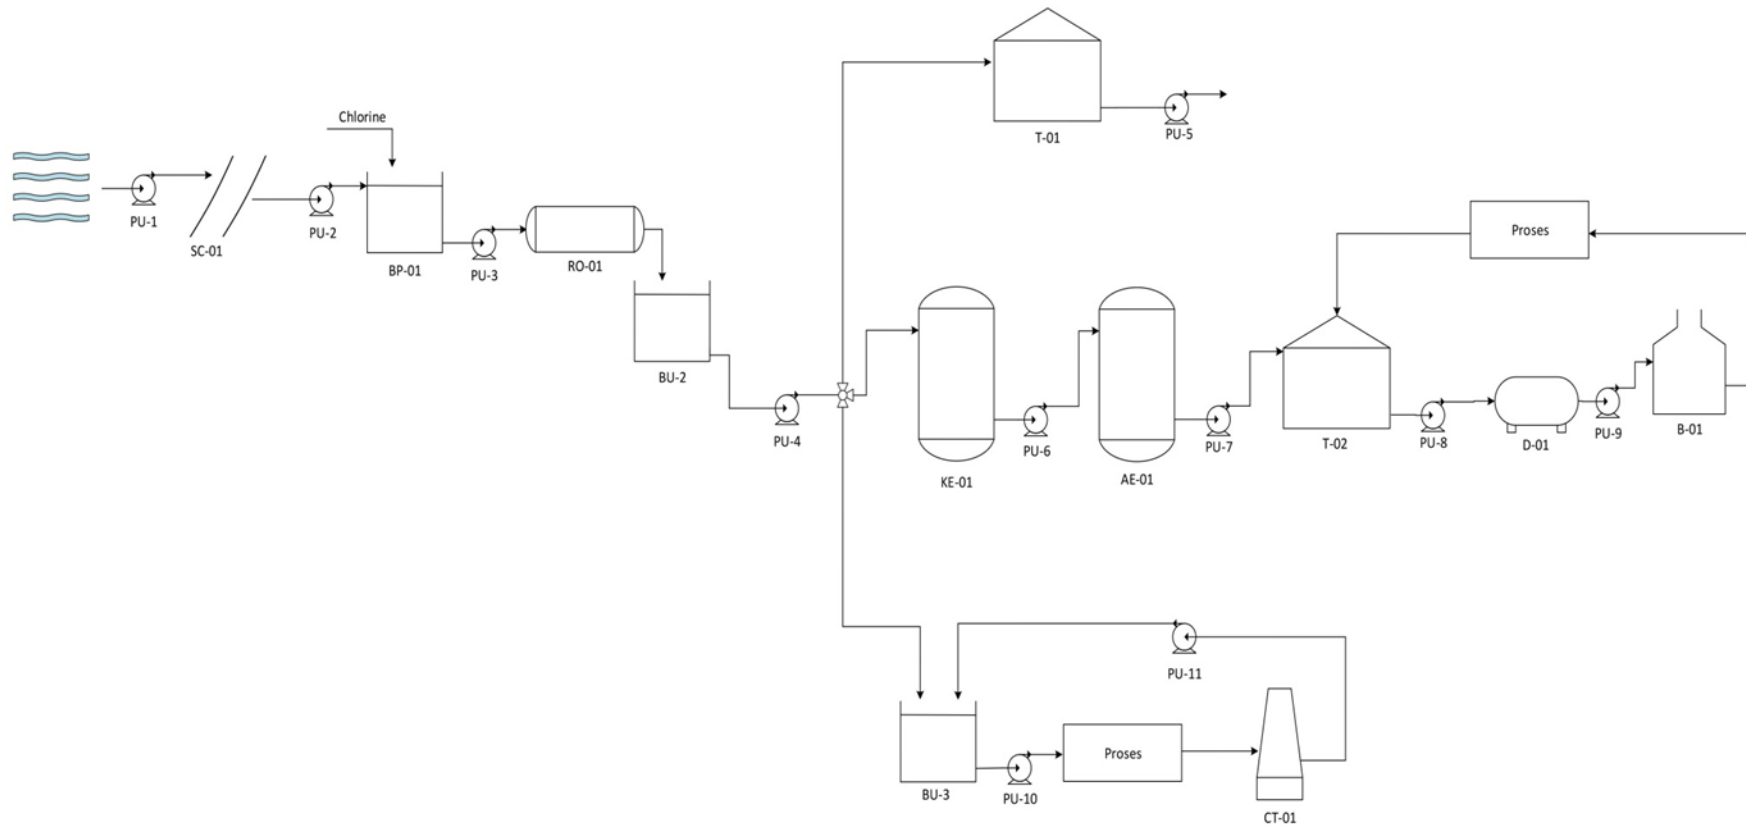 Chlorine
PU-1
SC-01
PU-2
BP-01
PU-3
RO-01
BU-2
PU-4
T-01
PU-5
KE-01
PU-6
AE-01
PU-7
T-02
PU-8
D-01
PU-9
B-01
Proses
BU-3
PU-10
Proses
PU-11
CT-01